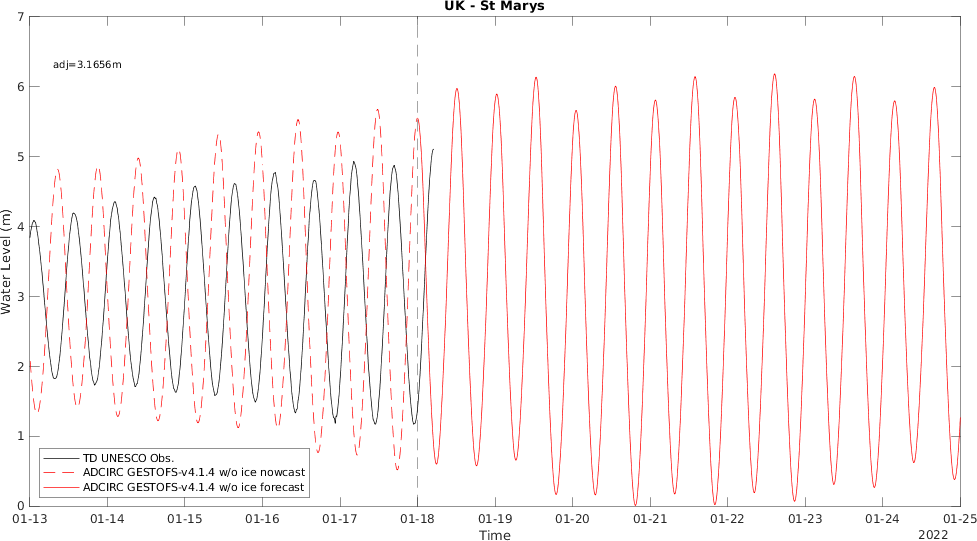 UK - St Marys
adj=3.1656m
Water Level (m)
7
6
5
4
3
2
1
0
TD UNESCO Obs.
ADCIRC GESTOFS-v4.1.4 w/o ice nowcast
ADCIRC GESTOFS-v4.1.4 w/o ice forecast
01-13 01-14 01-15 01-16 01-17 01-18 01-19 01-20 01-21 01-22 01-23 01-24 01-25
Time
2022